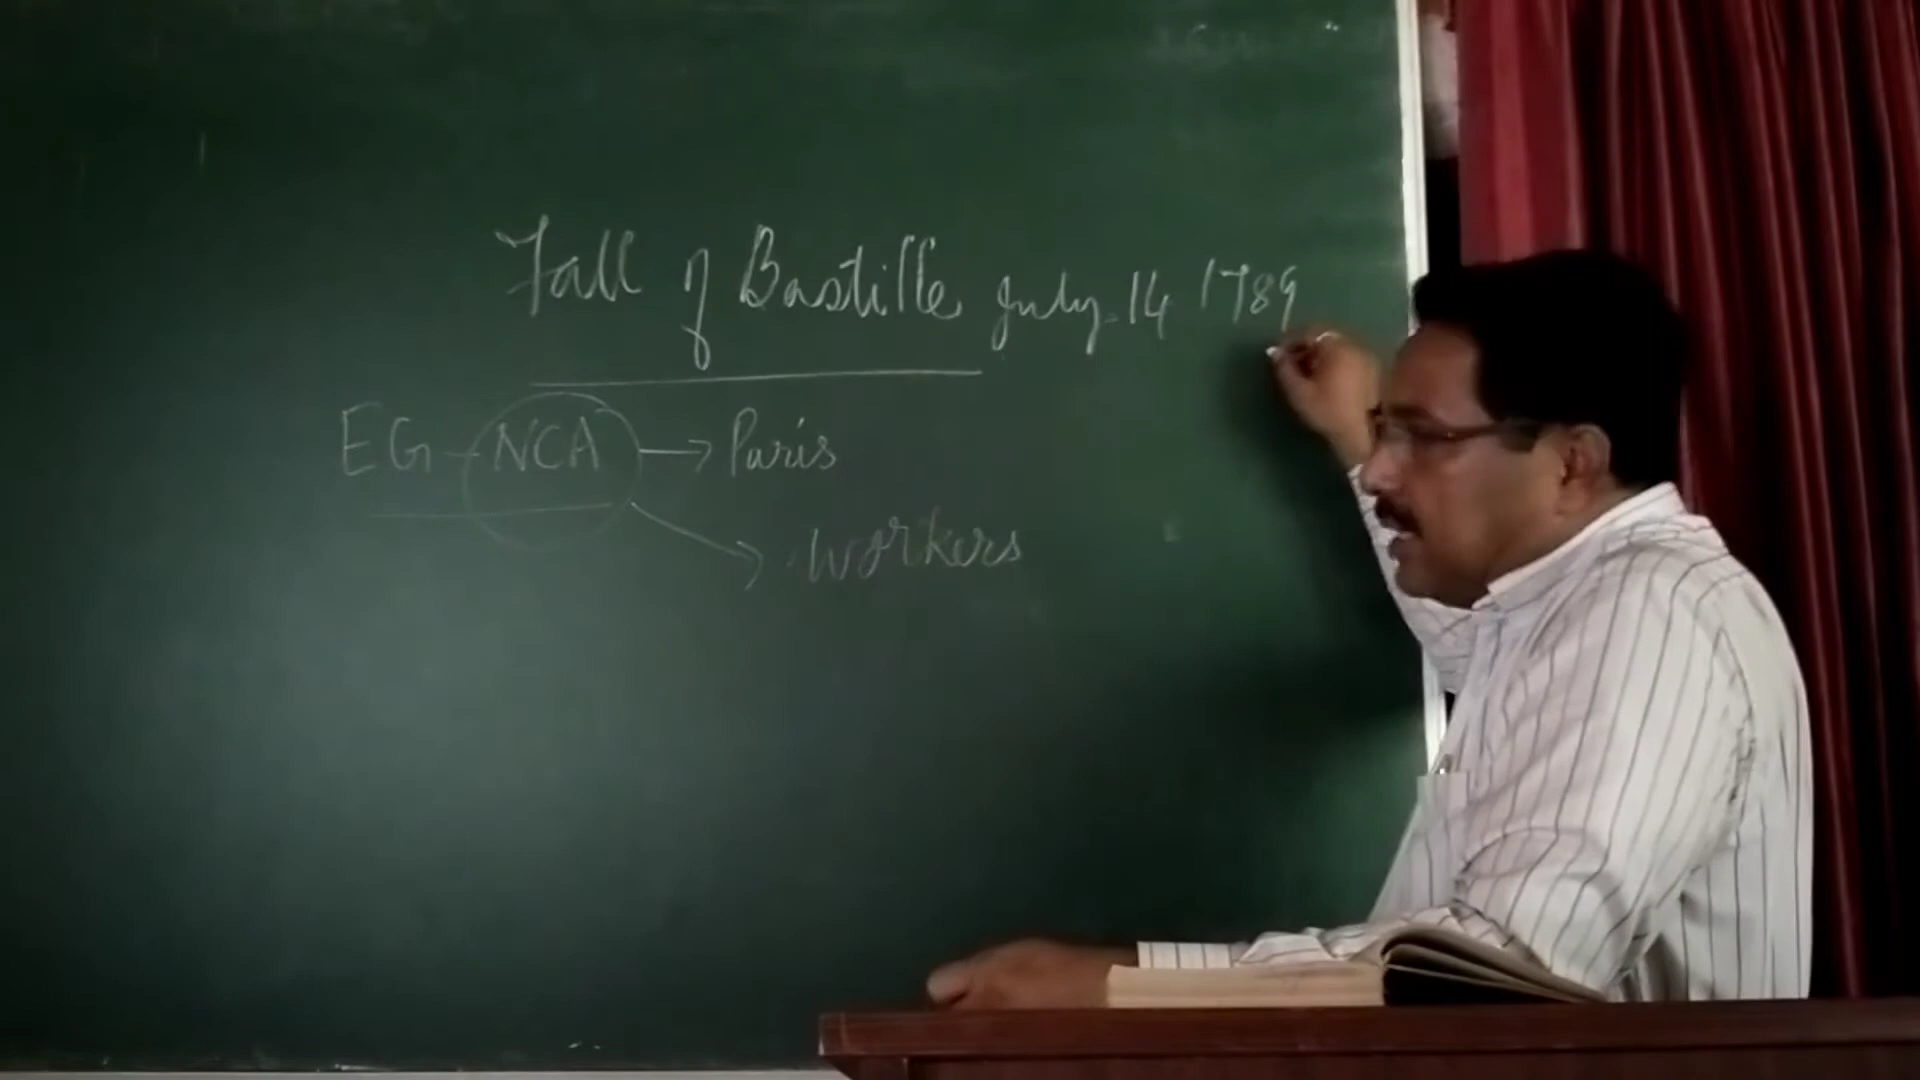 Fall of Bastille July 14 1789
EG - NCA → Paris
→ workers